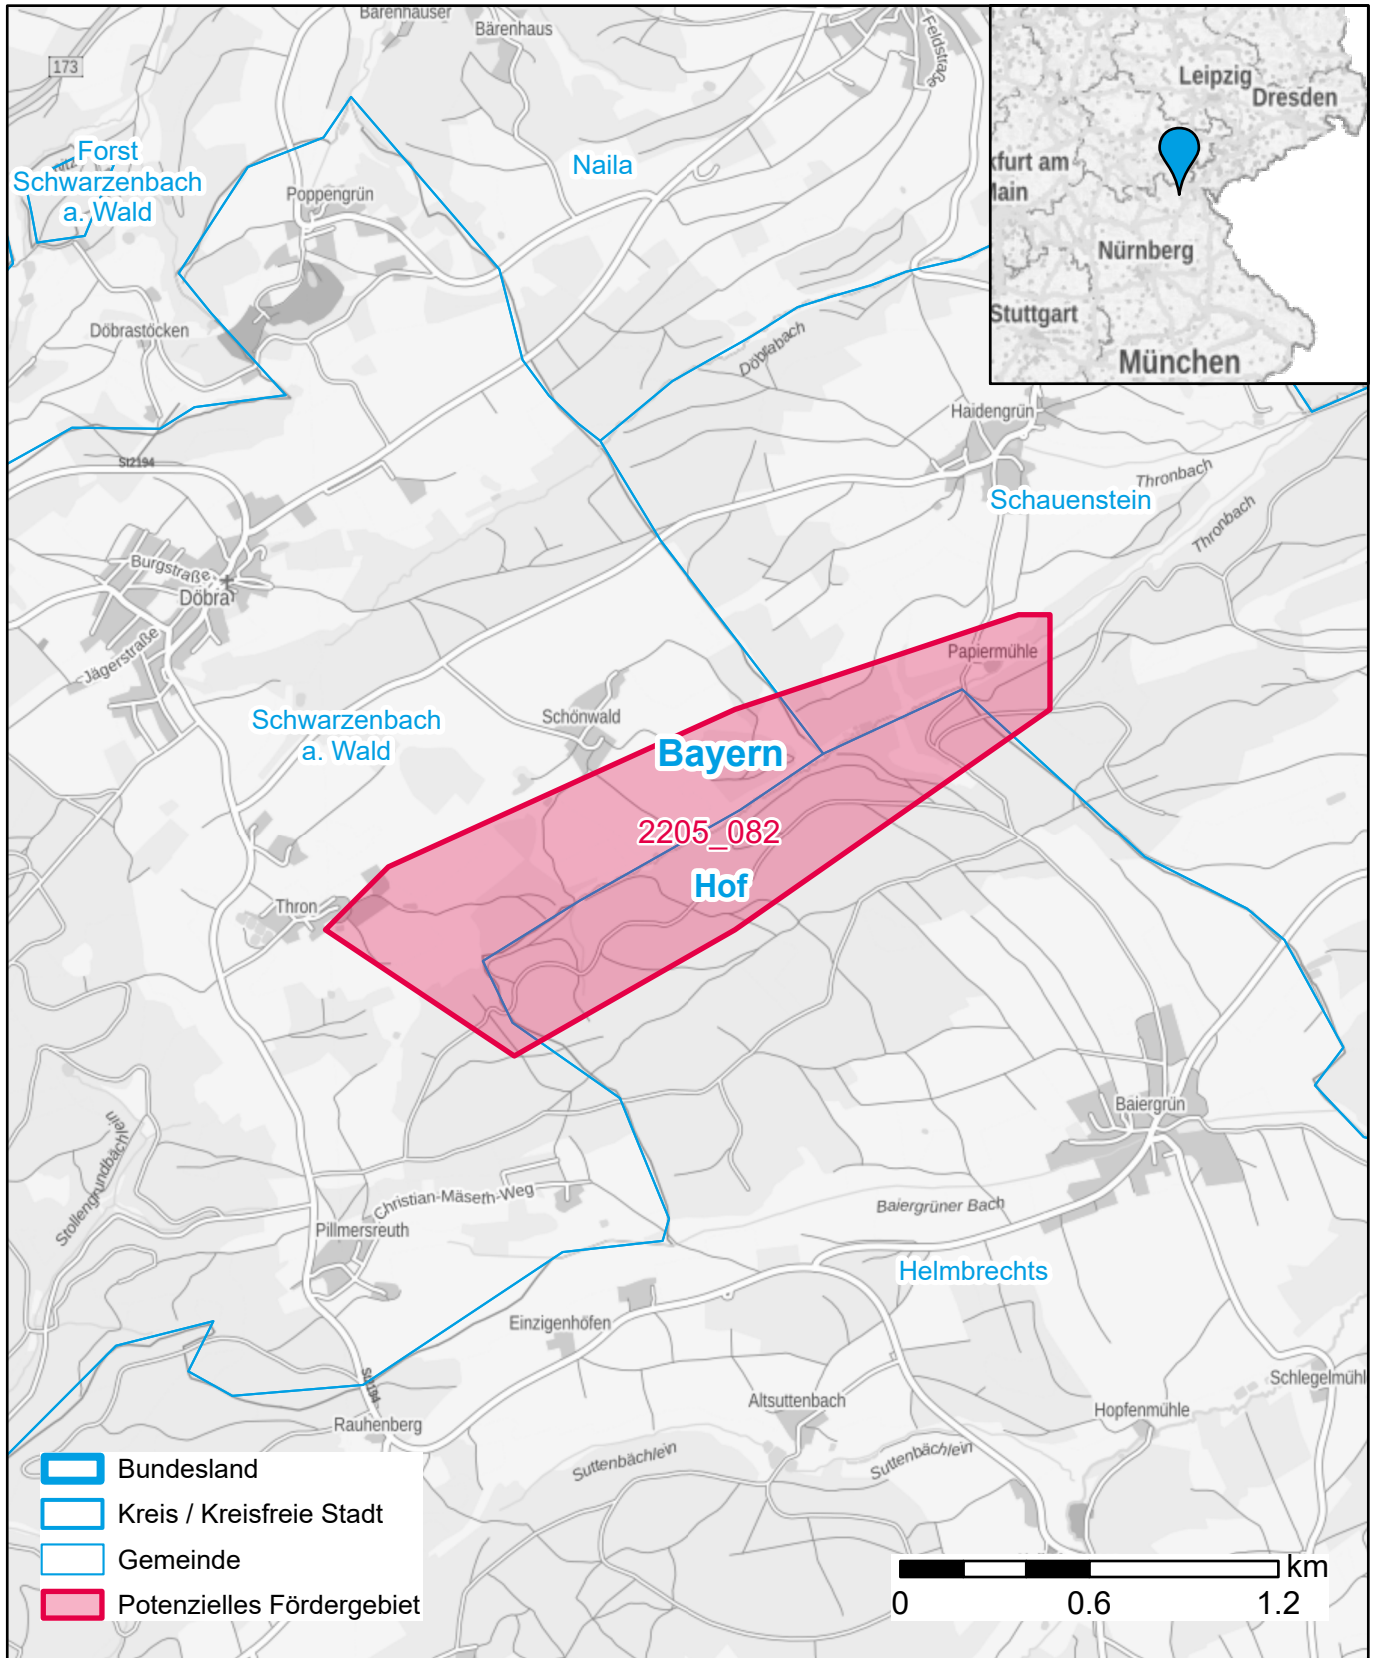 Bärenhäuser
Bärenhaus
Feldstraße
173
Leipzig
Dresden
kfurt am
Main
Nürnberg
Stuttgart
München
Forst
Schwarzenbach
a. Wald
Naila
Poppengrün
Döbrastöcken
Döbrabach
Haidengrün
St2194
Thronbach
Schauenstein
Thronbach
Burgstraße
Döbra
Jägerstraße
Papiermühle
Schwarzenbach
a. Wald
Schönwald
Bayern
2205_082
Hof
Thron
Baiergrün
Stollengrundbächlein
Christian-Mäseth-Weg
Baiergrüner Bach
Pillmersreuth
Helmbrechts
Einzigenhöfen
St2194
Schlegelmühl
Altsuttenbach
Hopfenmühle
Rauhenberg
Suttenbächlein
Suttenbächlein
Bundesland
Kreis / Kreisfreie Stadt
Gemeinde
Potenzielles Fördergebiet
km
0 0.6 1.2